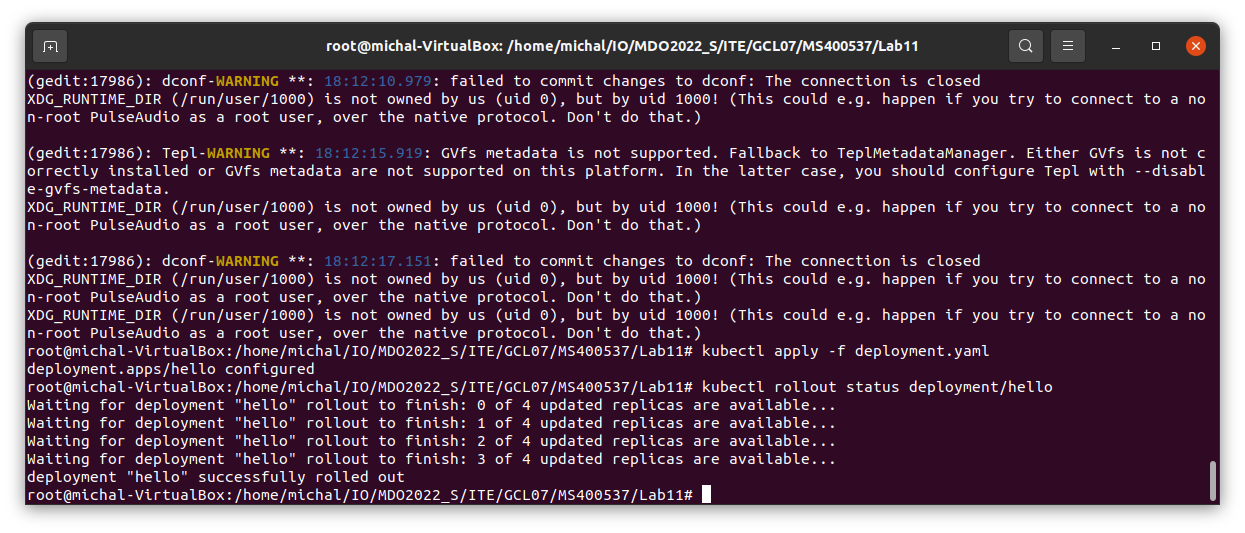 root@michal-VirtualBox: /home/michal/IO/MDO2022_S/ITE/GCL07/MS400537/Lab11
(gedit:17986): dconf-WARNING **: 18:12:10.979: failed to commit changes to dconf: The connection is closed
XDG_RUNTIME_DIR (/run/user/1000) is not owned by us (uid 0), but by uid 1000! (This could e.g. happen if you try to connect to a no
n-root PulseAudio as a root user, over the native protocol. Don't do that.)
(gedit:17986): Tepl-WARNING **: 18:12:15.919: GVfs metadata is not supported. Fallback to TeplMetadataManager. Either GVfs is not c
orrectly installed or GVfs metadata are not supported on this platform. In the latter case, you should configure Tepl with --disabl
e-gvfs-metadata.
XDG_RUNTIME_DIR (/run/user/1000) is not owned by us (uid 0), but by uid 1000! (This could e.g. happen if you try to connect to a no
n-root PulseAudio as a root user, over the native protocol. Don't do that.)
(gedit:17986): dconf-WARNING **: 18:12:17.151: failed to commit changes to dconf: The connection is closed
XDG_RUNTIME_DIR (/run/user/1000) is not owned by us (uid 0), but by uid 1000! (This could e.g. happen if you try to connect to a no
n-root PulseAudio as a root user, over the native protocol. Don't do that.)
XDG_RUNTIME_DIR (/run/user/1000) is not owned by us (uid 0), but by uid 1000! (This could e.g. happen if you try to connect to a no
n-root PulseAudio as a root user, over the native protocol. Don't do that.)
root@michal-VirtualBox:/home/michal/IO/MDO2022_S/ITE/GCL07/MS400537/Lab11# kubectl apply -f deployment.yaml
deployment.apps/hello configured
root@michal-VirtualBox:/home/michal/IO/MDO2022_S/ITE/GCL07/MS400537/Lab11# kubectl rollout status deployment/hello
Waiting for deployment "hello" rollout to finish: 0 of 4 updated replicas are available...
Waiting for deployment "hello" rollout to finish: 1 of 4 updated replicas are available...
Waiting for deployment "hello" rollout to finish: 2 of 4 updated replicas are available...
Waiting for deployment "hello" rollout to finish: 3 of 4 updated replicas are available...
deployment "hello" successfully rolled out
root@michal-VirtualBox:/home/michal/IO/MDO2022_S/ITE/GCL07/MS400537/Lab11#